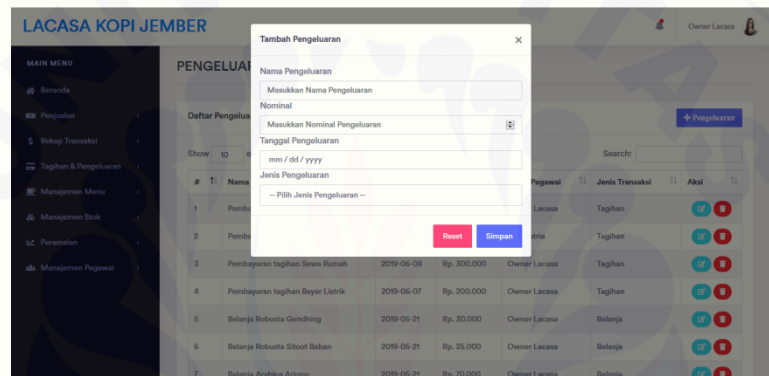 LACASA KOPI JEMBER
Owner Lacasa
Tambah Pengeluaran ×
Nama Pengeluaran
Masukkan Nama Pengeluaran
Nominal
Masukkan Nominal Pengeluaran
Tanggal Pengeluaran
mm / dd / yyyy
Jenis Pengeluaran
-- Pilih Jenis Pengeluaran --
Reset Simpan
MAIN MENU
Beranda
Penjualan
Rekap Transaksi
Tagihan & Pengeluaran
Manajemen Menu
Manajemen Stok
Peramalan
Manajemen Pegawai
PENGELUAR
Daftar Pengelua + Pengeluaran
Show 10 e Search:
# Nama Pegawai Jenis Transaksi Aksi
1 Pemba Lacasa Tagihan
2 Pemba Tagihan
3 Pembayaran tagihan Sewa Rumah 2019-06-08 Rp. 300,000 Owner Lacasa Tagihan
4 Pembayaran tagihan Bayar Listrik 2019-06-07 Rp. 200.000 Owner Lacasa Tagihan
5 Belanja Robusta Gendhing 2019-05-21 Rp. 30.000 Owner Lacasa Belanja
6 Belanja Robusta Sitoot Baban 2019-05-21 Rp. 25,000 Owner Lacasa Belanja
7 Belanja Arabica Arjuno 2019-05-21 Rp. 70,000 Owner Lacasa Belanja